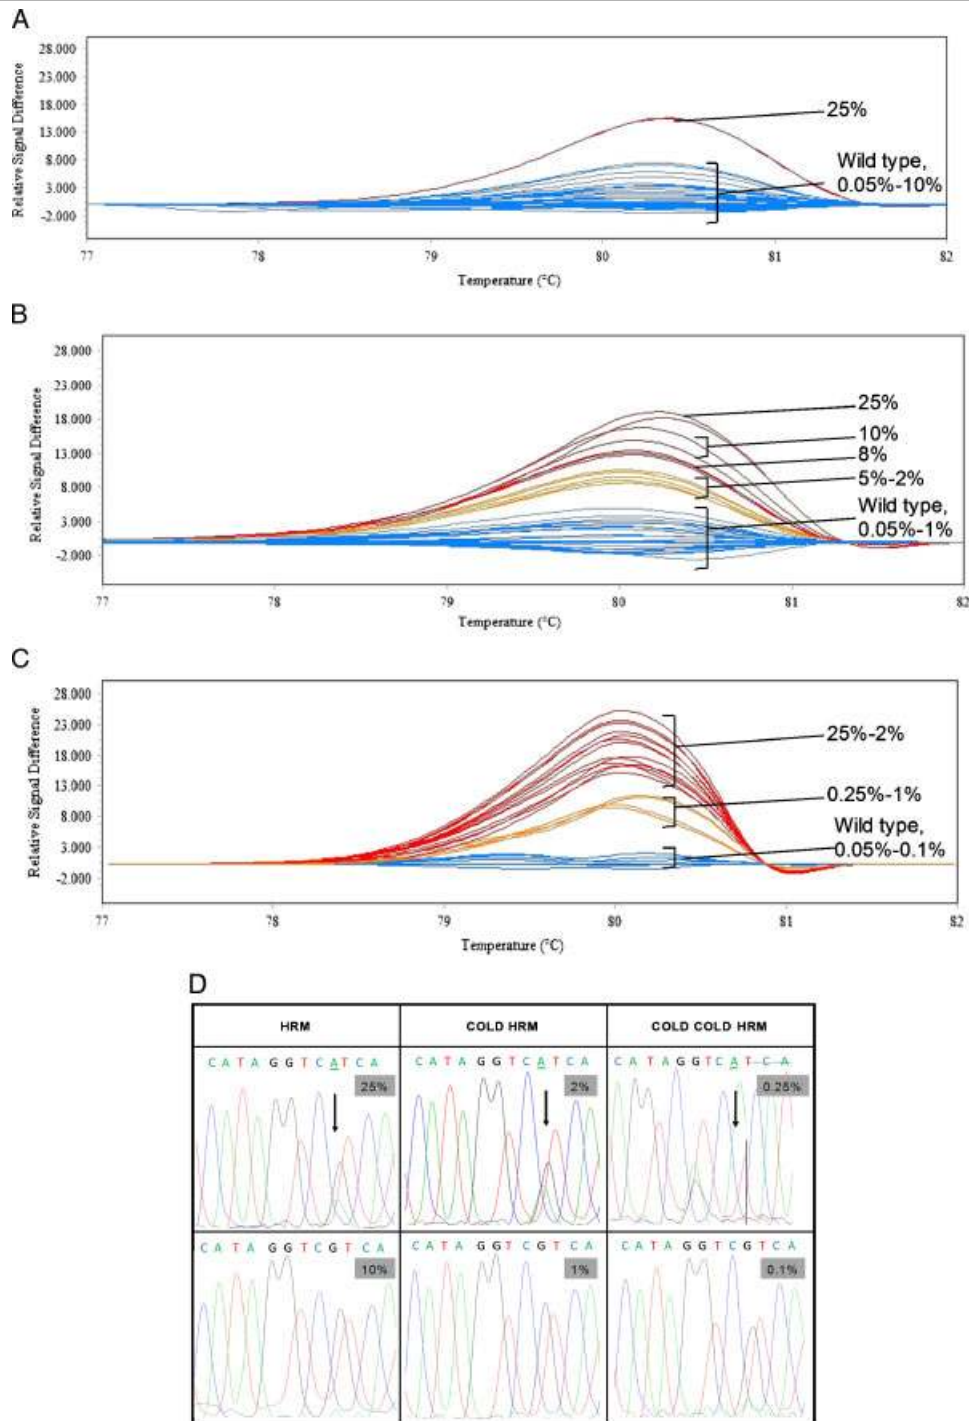 A
28.000
23.000
18.000
13.000
8.000
3.000
-2.000
Relative Signal Difference
25%
Wild type,
0.05%-10%
77 78 79 80 81 82
Temperature (°C)
B
28.000
23.000
18.000
13.000
8.000
3.000
-2.000
Relative Signal Difference
25%
10%
8%
5%-2%
Wild type,
0.05%-1%
77 78 79 80 81 82
Temperature (°C)
C
28.000
23.000
18.000
13.000
8.000
3.000
-2.000
Relative Signal Difference
25%-2%
0.25%-1%
Wild type,
0.05%-0.1%
77 78 79 80 81 82
Temperature (°C)
D
HRM COLD HRM COLD COLD HRM
C A T A G G T C A T C A C A T A G G T C A T C A C A T A G G T C A T C A
25% 2% 0.25%
C A T A G G T C G T C A C A T A G G T C G T C A C A T A G G T C G T C A
10% 1% 0.1%